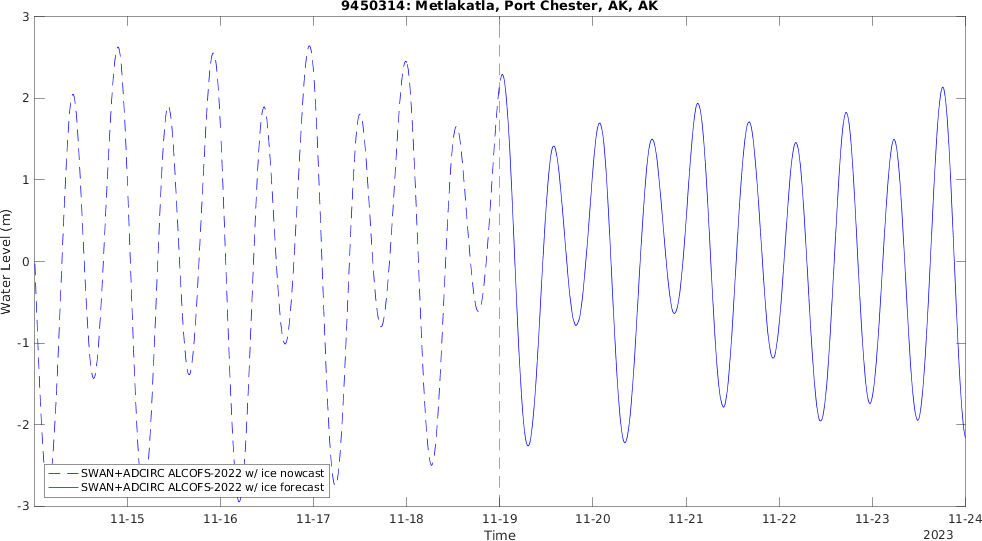 9450314: Metlakatla, Port Chester, AK, AK
3
2
1
0
-1
-2
-3
Water Level (m)
SWAN+ADCIRC ALCOFS-2022 w/ ice nowcast
SWAN+ADCIRC ALCOFS-2022 w/ ice forecast
11-15 11-16 11-17 11-18 11-19 11-20 11-21 11-22 11-23 11-24
Time
2023